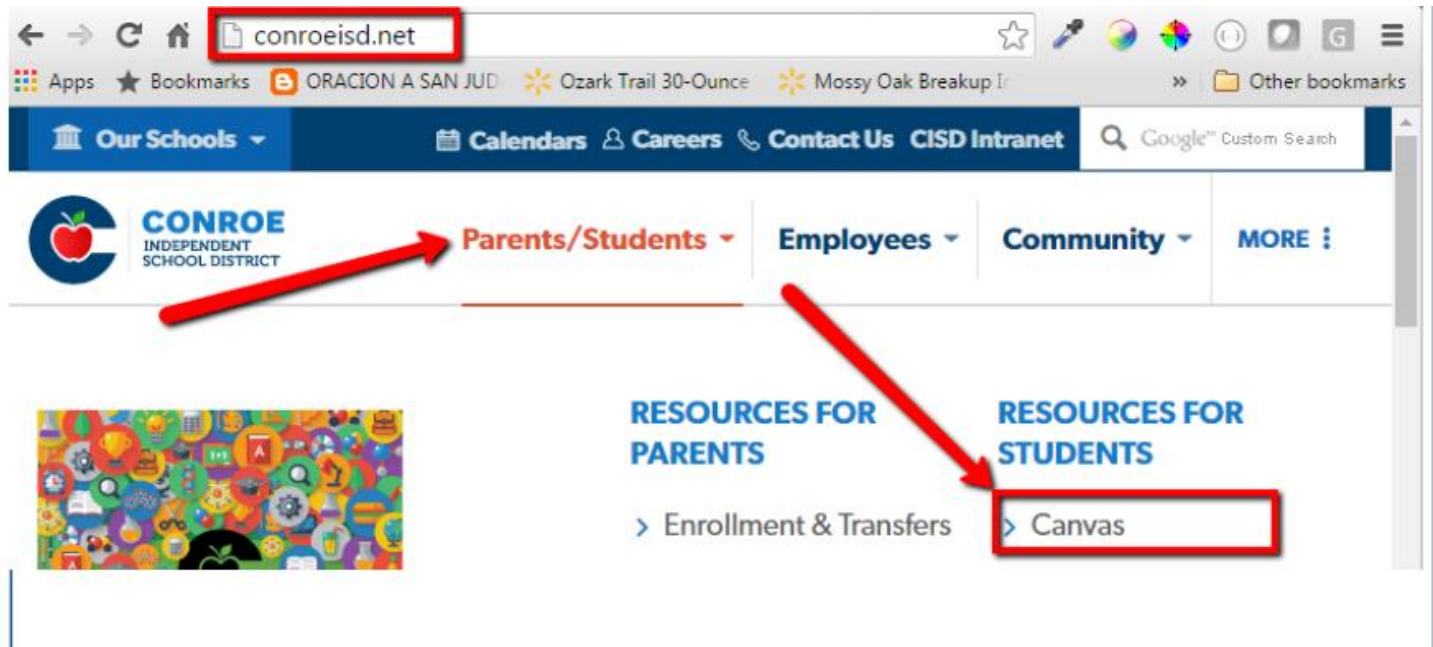 conroeisd.net
Apps Bookmarks ORACION A SAN JUD Ozark Trail 30-Ounce Mossy Oak Breakup In » Other bookmarks
Our Schools Calendars Careers Contact Us CISD Intranet Google™ Custom Search
CONROE
INDEPENDENT
SCHOOL DISTRICT
Parents/Students Employees Community MORE
RESOURCES FOR
PARENTS
RESOURCES FOR
STUDENTS
> Enrollment & Transfers
> Canvas